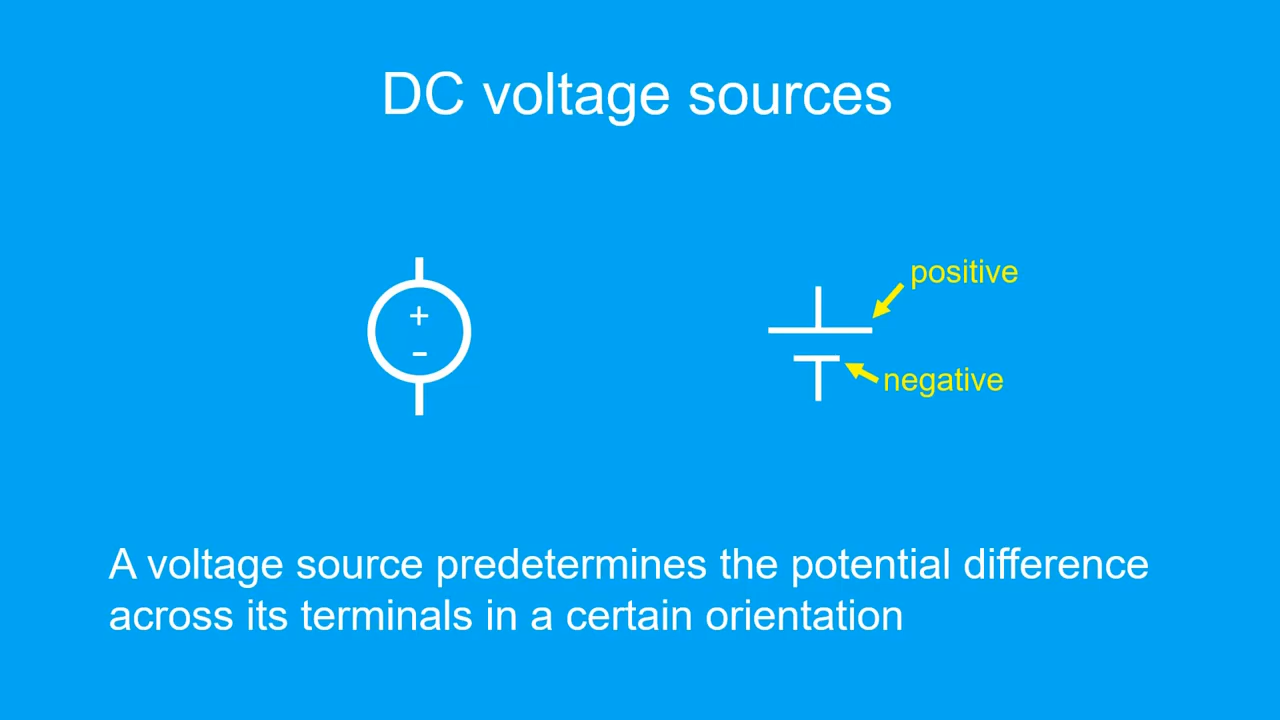 DC voltage sources
positive
+
-
negative
A voltage source predetermines the potential difference
across its terminals in a certain orientation